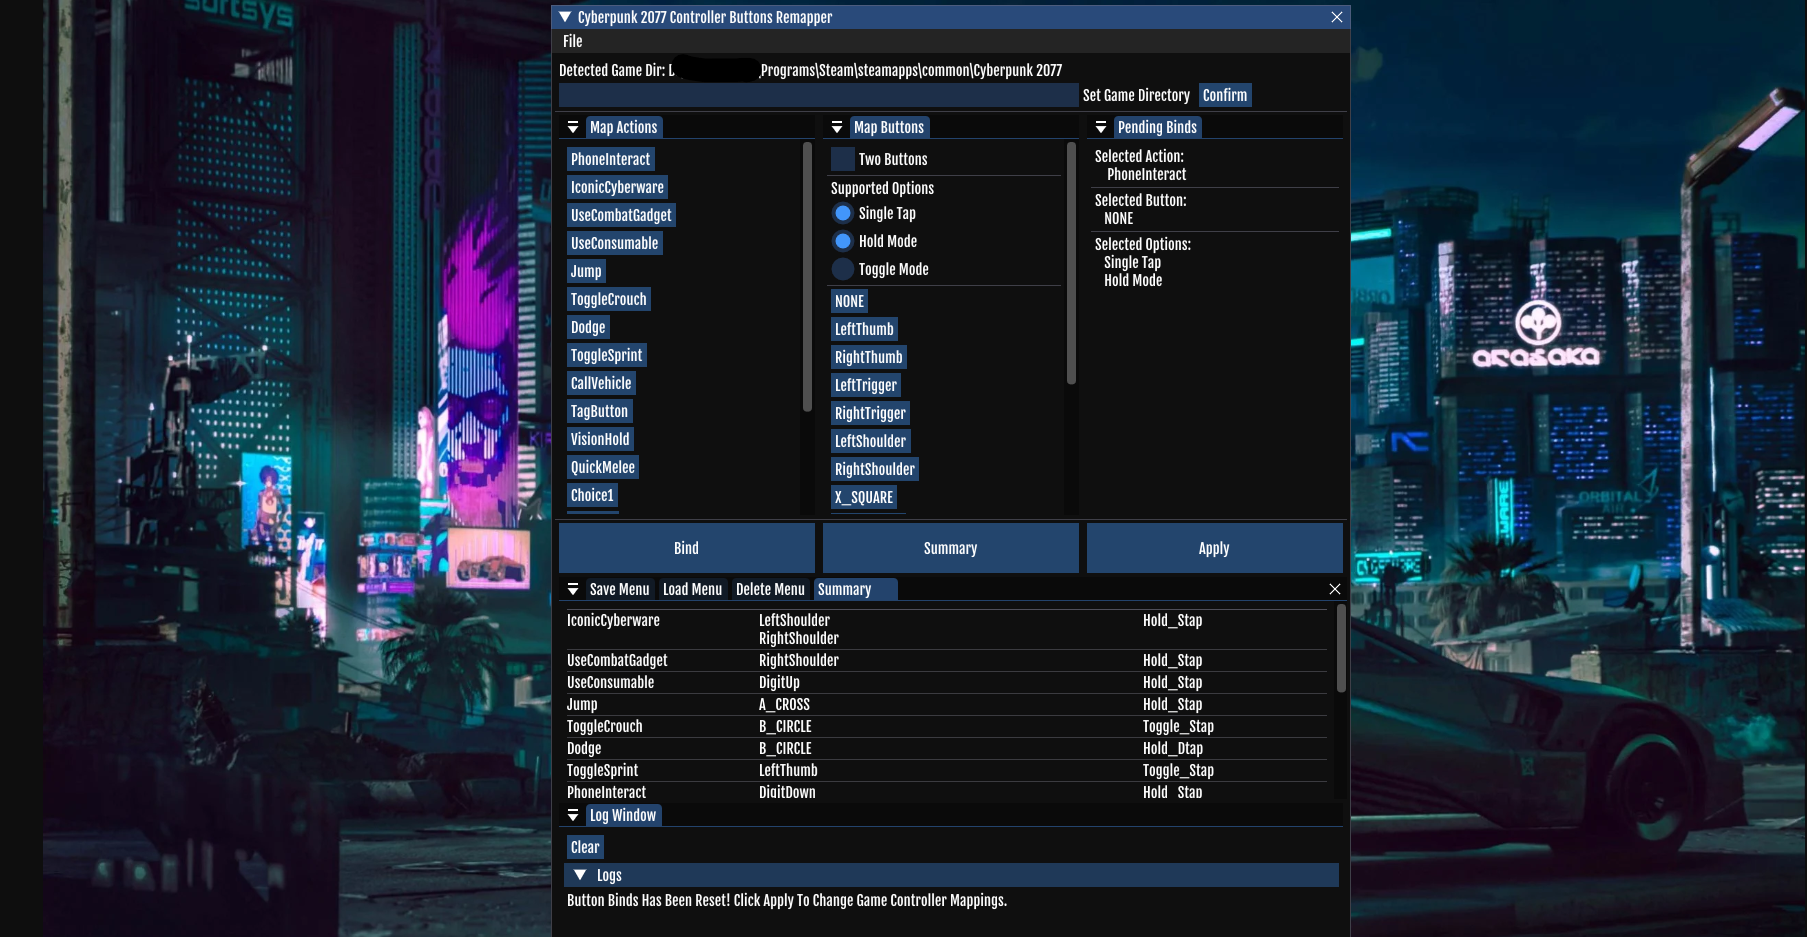 Cyberpunk 2077 Controller Buttons Remapper
File
Detected Game Dir: D \Programs\Steam\steamapps\common\Cyberpunk 2077
Set Game Directory Confirm
Map Actions
PhoneInteract
IconicCyberware
UseCombatGadget
UseConsumable
Jump
ToggleCrouch
Dodge
ToggleSprint
CallVehicle
TagButton
VisionHold
QuickMelee
Choice1
Map Buttons
Two Buttons
Supported Options
Single Tap
Hold Mode
Toggle Mode
NONE
LeftThumb
RightThumb
LeftTrigger
RightTrigger
LeftShoulder
RightShoulder
X_SQUARE
Pending Binds
Selected Action:
PhoneInteract
Selected Button:
NONE
Selected Options:
Single Tap
Hold Mode
Bind Summary Apply
Save Menu Load Menu Delete Menu Summary
IconicCyberware LeftShoulder Hold_Stap
RightShoulder
UseCombatGadget RightShoulder Hold_Stap
UseConsumable DigitUp Hold_Stap
Jump A_CROSS Hold_Stap
ToggleCrouch B_CIRCLE Toggle_Stap
Dodge B_CIRCLE Hold_Dtap
ToggleSprint LeftThumb Toggle_Stap
PhoneInteract DigitDown Hold_Stap
Log Window
Clear
Logs
Button Binds Has Been Reset! Click Apply To Change Game Controller Mappings.
arasaka
ORBITAL
AIR